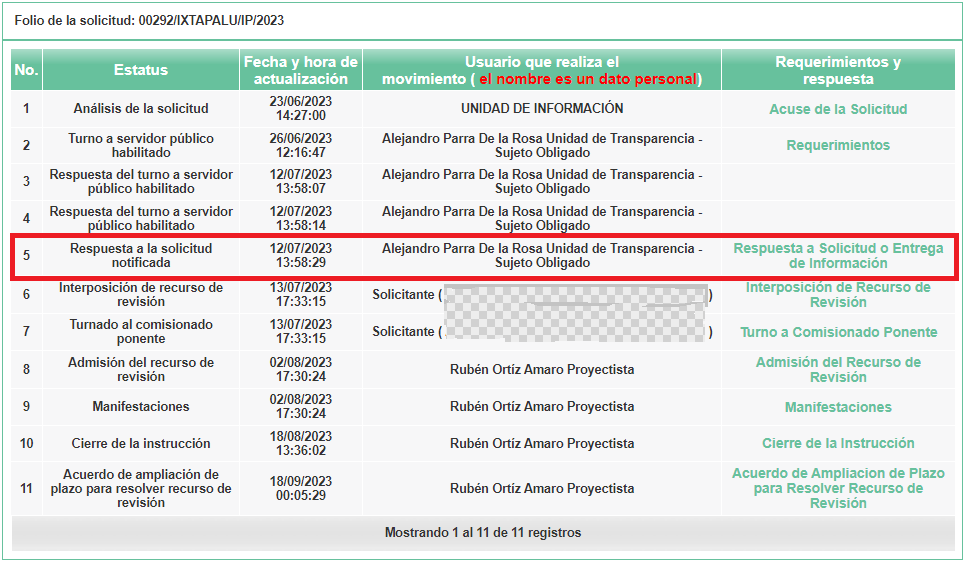 Folio de la solicitud: 00292/IXTAPALU/IP/2023
No. Estatus Fecha y hora de actualización Usuario que realiza el movimiento ( el nombre es un dato personal) Requerimientos y respuesta
1 Análisis de la solicitud 23/06/2023 14:27:00 UNIDAD DE INFORMACIÓN Acuse de la Solicitud
2 Turno a servidor público habilitado 26/06/2023 12:16:47 Alejandro Parra De la Rosa Unidad de Transparencia - Sujeto Obligado Requerimientos
3 Respuesta del turno a servidor público habilitado 12/07/2023 13:58:07 Alejandro Parra De la Rosa Unidad de Transparencia - Sujeto Obligado
4 Respuesta del turno a servidor público habilitado 12/07/2023 13:58:14 Alejandro Parra De la Rosa Unidad de Transparencia - Sujeto Obligado
5 Respuesta a la solicitud notificada 12/07/2023 13:58:29 Alejandro Parra De la Rosa Unidad de Transparencia - Sujeto Obligado Respuesta a Solicitud o Entrega de Información
6 Interposición de recurso de revisión 13/07/2023 17:33:15 Solicitante ( ) Interposición de Recurso de Revisión
7 Turnado al comisionado ponente 13/07/2023 17:33:15 Solicitante ( ) Turno a Comisionado Ponente
8 Admisión del recurso de revisión 02/08/2023 17:30:24 Rubén Ortíz Amaro Proyectista Admisión del Recurso de Revisión
9 Manifestaciones 02/08/2023 17:30:24 Rubén Ortíz Amaro Proyectista Manifestaciones
10 Cierre de la instrucción 18/08/2023 13:36:02 Rubén Ortíz Amaro Proyectista Cierre de la Instrucción
11 Acuerdo de ampliación de plazo para resolver recurso de revisión 18/09/2023 00:05:29 Rubén Ortíz Amaro Proyectista Acuerdo de Ampliacion de Plazo para Resolver Recurso de Revisión
Mostrando 1 al 11 de 11 registros